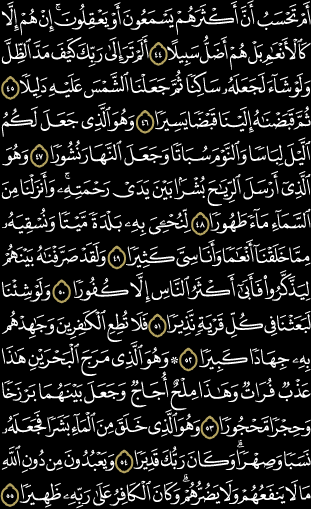 أَمۡ تَحۡسَبُ أَنَّ أَكۡثَرَهُمۡ يَسۡمَعُونَ أَوۡ يَعۡقِلُونَۚ إِنۡ هُمۡ إِلَّا
كَٱلۡأَنۡعَٰمِ بَلۡ هُمۡ أَضَلُّ سَبِيلًا ٤٤ أَلَمۡ تَرَ إِلَىٰ رَبِّكَ كَيۡفَ مَدَّ ٱلظِّلَّ
وَلَوۡ شَآءَ لَجَعَلَهُۥ سَاكِنٗا ثُمَّ جَعَلۡنَا ٱلشَّمۡسَ عَلَيۡهِ دَلِيلٗا ٤٥
ثُمَّ قَبَضۡنَٰهُ إِلَيۡنَا قَبۡضٗا يَسِيرٗا ٤٦ وَهُوَ ٱلَّذِي جَعَلَ لَكُمُ
ٱلَّيۡلَ لِبَاسٗا وَٱلنَّوۡمَ سُبَاتٗا وَجَعَلَ ٱلنَّهَارَ نُشُورٗا ٤٧ وَهُوَ
ٱلَّذِيٓ أَرۡسَلَ ٱلرِّيَٰحَ بُشۡرَۢا بَيۡنَ يَدَيۡ رَحۡمَتِهِۦۚ وَأَنزَلۡنَا مِنَ
ٱلسَّمَآءِ مَآءٗ طَهُورٗا ٤٨ لِّنُحۡـِۧيَ بِهِۦ بَلۡدَةٗ مَّيۡتٗا وَنُسۡقِيَهُۥ
مِمَّا خَلَقۡنَآ أَنۡعَٰمٗا وَأَنَاسِيَّ كَثِيرٗا ٤٩ وَلَقَدۡ صَرَّفۡنَٰهُ بَيۡنَهُمۡ
لِيَذَّكَّرُواْ فَأَبَىٰٓ أَكۡثَرُ ٱلنَّاسِ إِلَّا كُفُورٗا ٥٠ وَلَوۡ شِئۡنَا
لَبَعَثۡنَا فِي كُلِّ قَرۡيَةٖ نَّذِيرٗا ٥١ فَلَا تُطِعِ ٱلۡكَٰفِرِينَ وَجَٰهِدۡهُم
بِهِۦ جِهَادٗا كَبِيرٗا ٥٢ ۞ وَهُوَ ٱلَّذِي مَرَجَ ٱلۡبَحۡرَيۡنِ هَٰذَا
عَذۡبٞ فُرَاتٞ وَهَٰذَا مِلۡحٌ أُجَاجٞ وَجَعَلَ بَيۡنَهُمَا بَرۡزَخٗا
وَحِجۡرٗا مَّحۡجُورٗا ٥٣ وَهُوَ ٱلَّذِي خَلَقَ مِنَ ٱلۡمَآءِ بَشَرٗا فَجَعَلَهُۥ
نَسَبٗا وَصِهۡرٗاۗ وَكَانَ رَبُّكَ قَدِيرٗا ٥٤ وَيَعۡبُدُونَ مِن دُونِ ٱللَّهِ
مَا لَا يَنفَعُهُمۡ وَلَا يَضُرُّهُمۡۗ وَكَانَ ٱلۡكَافِرُ عَلَىٰ رَبِّهِۦ ظَهِيرٗا ٥٥